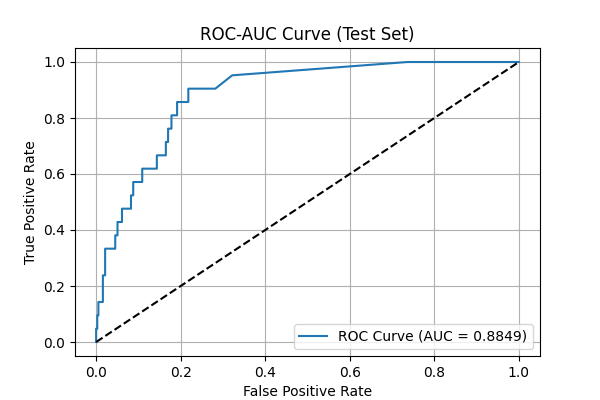 ROC-AUC Curve (Test Set)
True Positive Rate
1.0
0.8
0.6
0.4
0.2
0.0
ROC Curve (AUC = 0.8849)
0.0 0.2 0.4 0.6 0.8 1.0
False Positive Rate